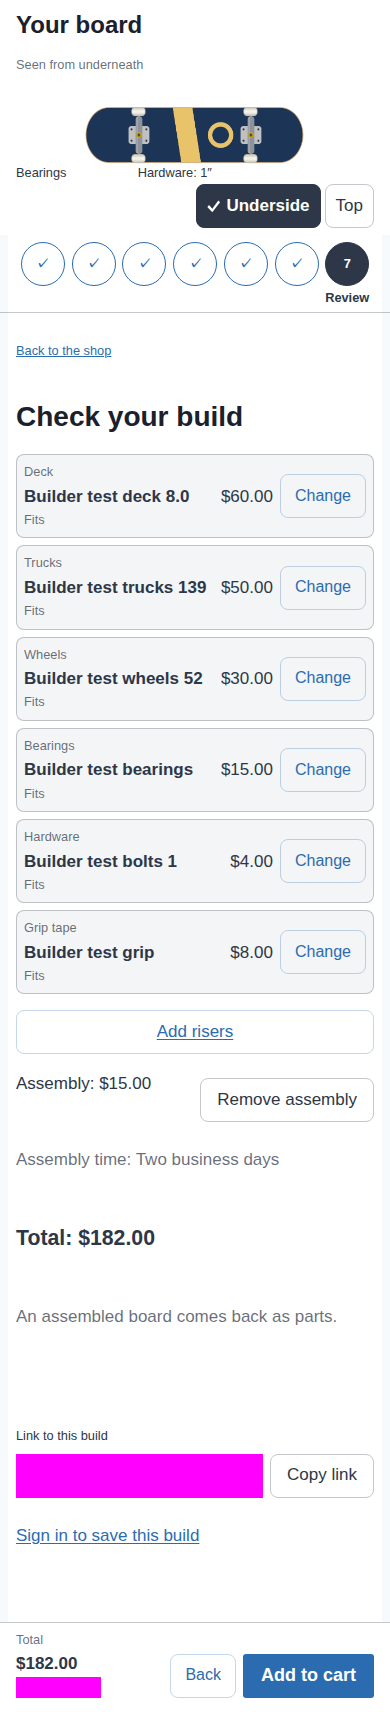 Your board
Seen from underneath
Bearings
Hardware: 1″
✓ Underside
Top
✓ ✓ ✓ ✓ ✓ ✓ 7
Review
Back to the shop
Check your build
Deck
Builder test deck 8.0 $60.00 Change
Fits
Trucks
Builder test trucks 139 $50.00 Change
Fits
Wheels
Builder test wheels 52 $30.00 Change
Fits
Bearings
Builder test bearings $15.00 Change
Fits
Hardware
Builder test bolts 1 $4.00 Change
Fits
Grip tape
Builder test grip $8.00 Change
Fits
Add risers
Assembly: $15.00
Remove assembly
Assembly time: Two business days
Total: $182.00
An assembled board comes back as parts.
Link to this build
Copy link
Sign in to save this build
Total
$182.00
Back
Add to cart